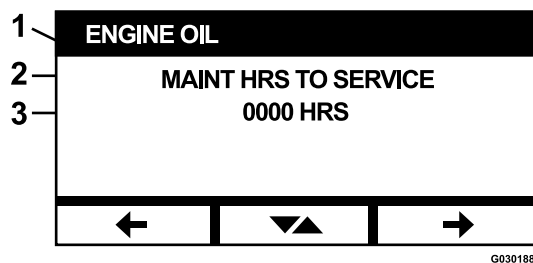 1
ENGINE OIL
2
MAINT HRS TO SERVICE
3
0000 HRS
G030188